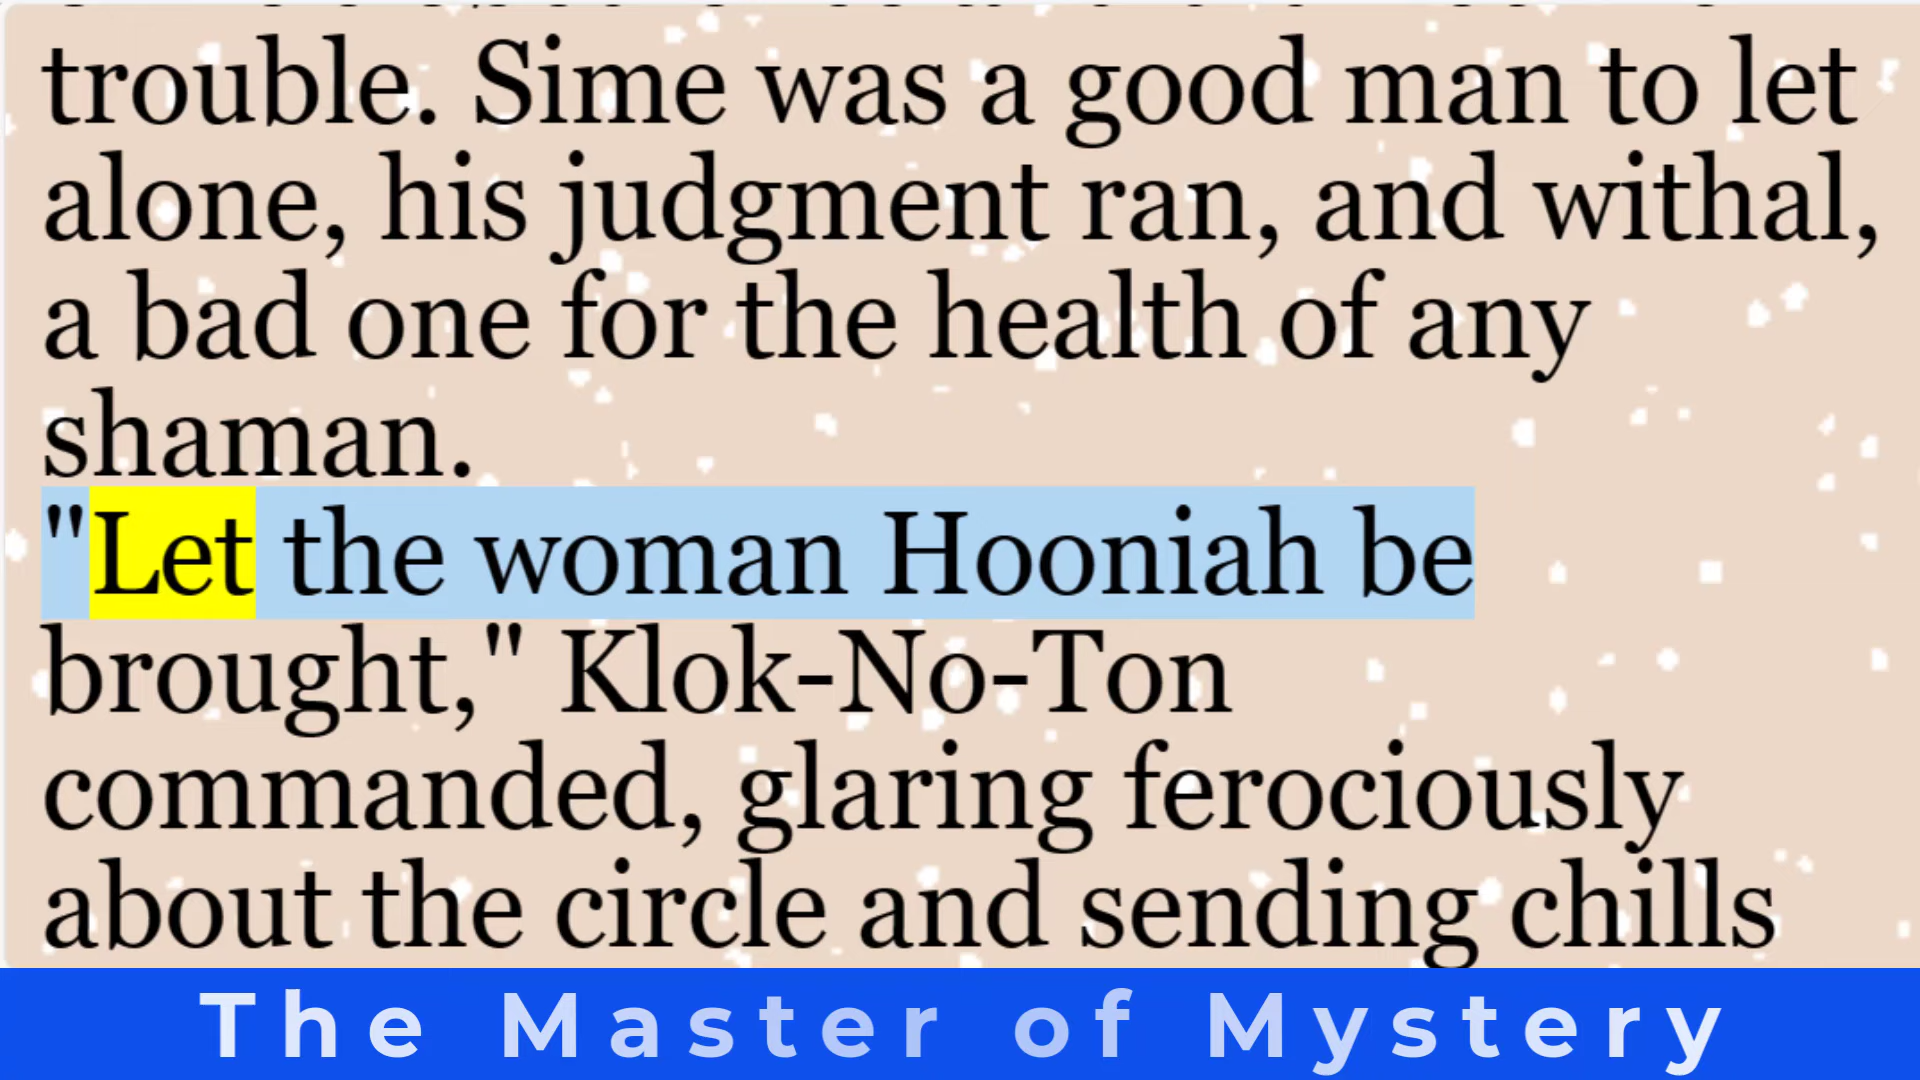 trouble. Sime was a good man to let
alone, his judgment ran, and withal,
a bad one for the health of any
shaman.
"Let the woman Hooniah be
brought," Klok-No-Ton
commanded, glaring ferociously
about the circle and sending chills
The Master of Mystery